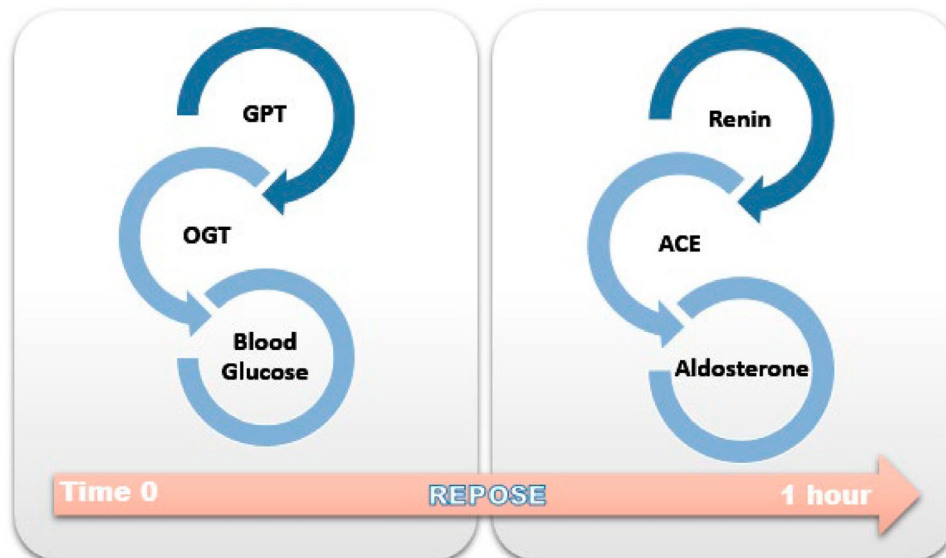 GPT
OGT
Blood
Glucose
Renin
ACE
Aldosterone
Time 0
REPOSE
1 hour